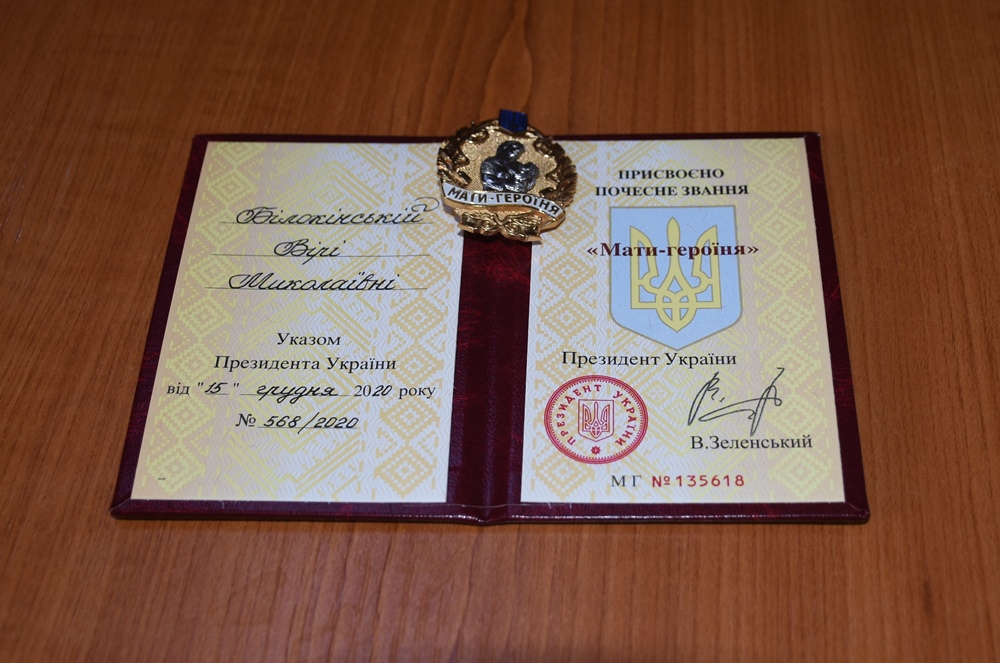 Білокінській
Вірі
Миколаївні
Указом
Президента України
від "15" грудня 2020 року
№ 568/2020
МАТИ-ГЕРОЇНЯ
ПРИСВОЄНО
ПОЧЕСНЕ ЗВАННЯ
«Мати-героїня»
Президент України
ПРЕЗИДЕНТ УКРАЇНИ
В.Зеленський
МГ №135618